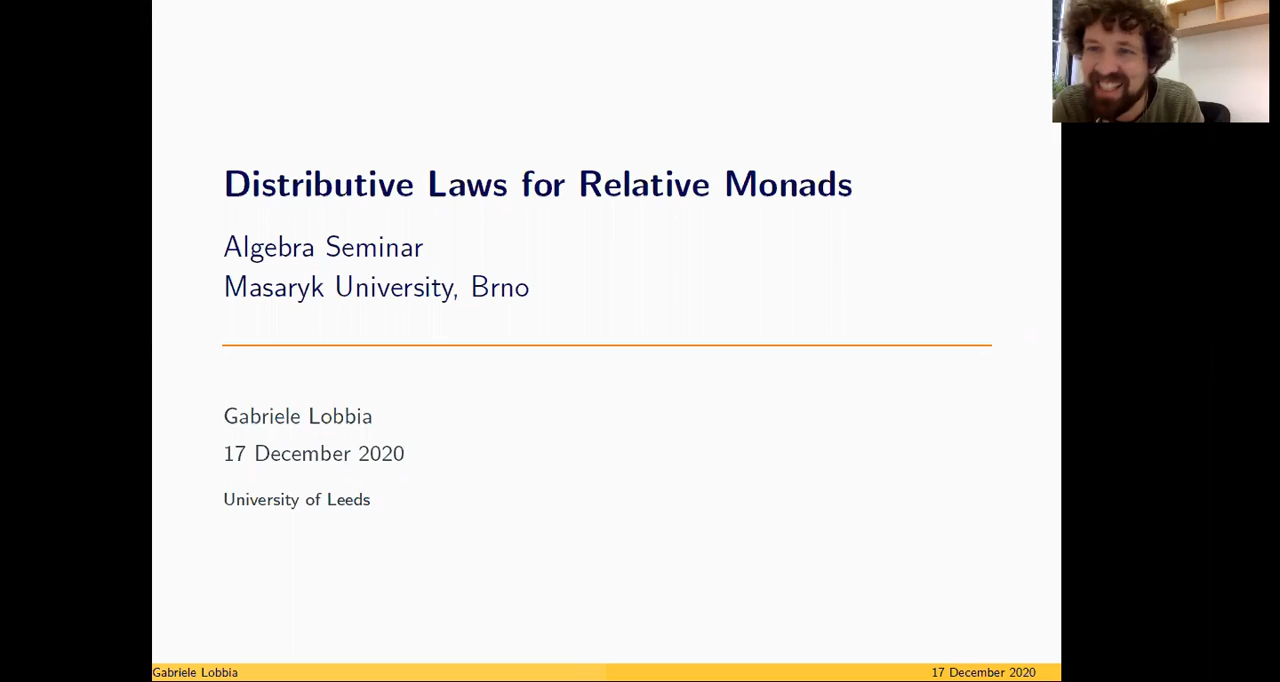 Distributive Laws for Relative Monads
Algebra Seminar
Masaryk University, Brno
Gabriele Lobbia
17 December 2020
University of Leeds
Gabriele Lobbia
17 December 2020